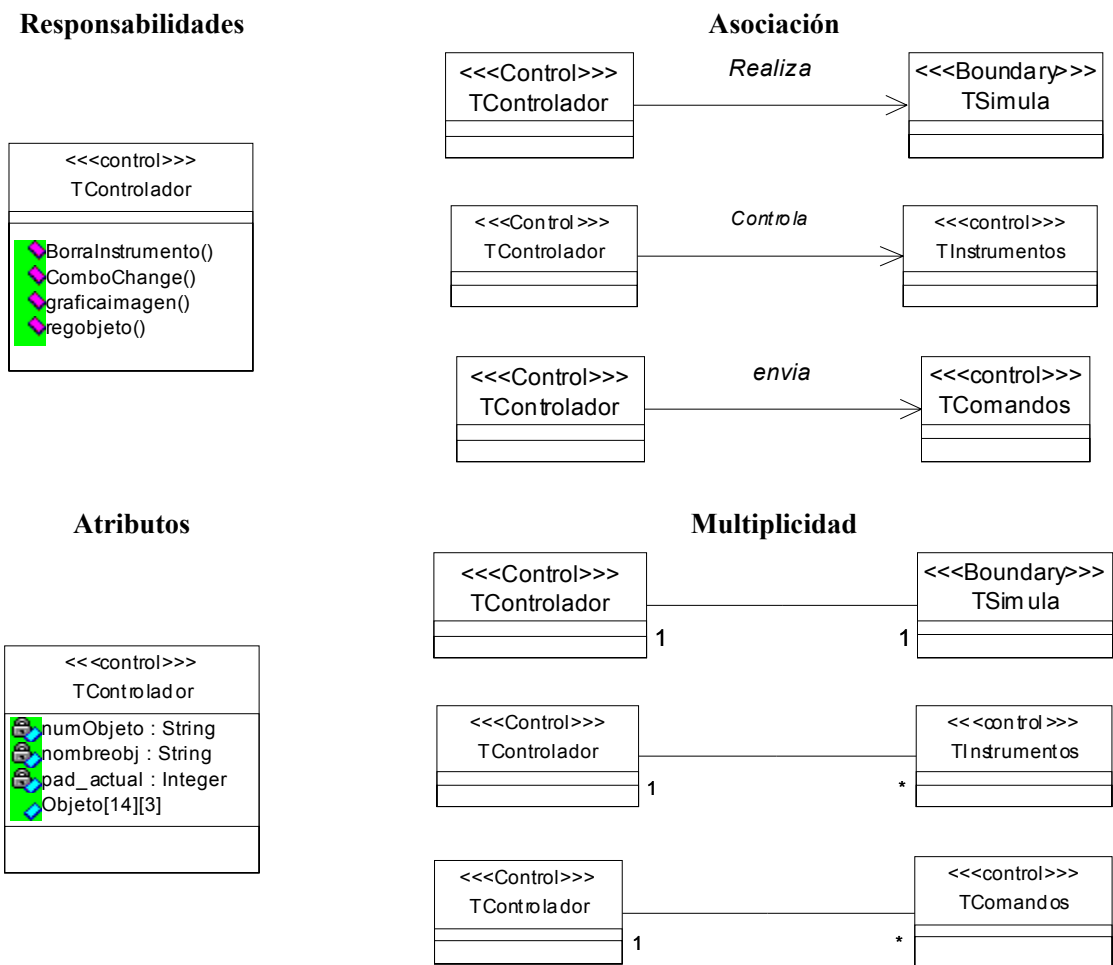 Responsabilidades
<<<control>>>
TControlador
BorraInstrumento()
ComboChange()
graficaimagen()
regobjeto()
Asociación
<<<Control>>>
TControlador
Realiza
<<<Boundary>>>
TSimula
<<<Control>>>
TControlador
Controla
<<<control>>>
TInstrumentos
<<<Control>>>
TControlador
envia
<<<control>>>
TComandos
Atributos
<<<control>>>
TControlador
numObjeto : String
nombreobj : String
pad_actual : Integer
Objeto[14][3]
Multiplicidad
<<<Control>>>
TControlador
1
1
<<<Boundary>>>
TSimula
<<<Control>>>
TControlador
1
*
<<<control>>>
TInstrumentos
<<<Control>>>
TControlador
1
*
<<<control>>>
TComandos